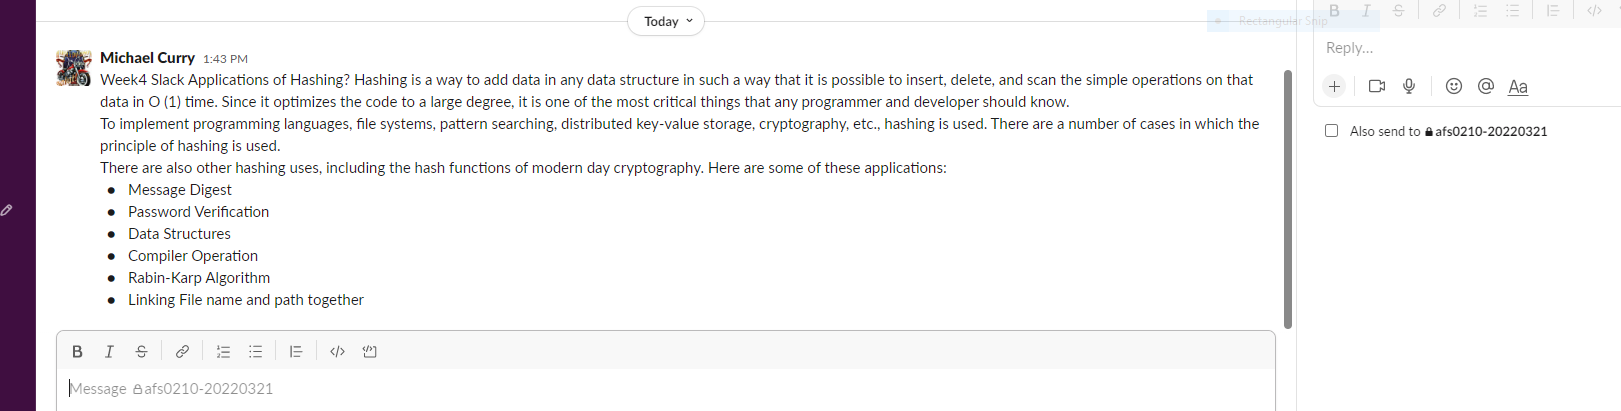 Today
Rectangular Snip
Michael Curry 1:43 PM
Week4 Slack Applications of Hashing? Hashing is a way to add data in any data structure in such a way that it is possible to insert, delete, and scan the simple operations on that
data in O (1) time. Since it optimizes the code to a large degree, it is one of the most critical things that any programmer and developer should know.
To implement programming languages, file systems, pattern searching, distributed key-value storage, cryptography, etc., hashing is used. There are a number of cases in which the
principle of hashing is used.
There are also other hashing uses, including the hash functions of modern day cryptography. Here are some of these applications:
● Message Digest
● Password Verification
● Data Structures
● Compiler Operation
● Rabin-Karp Algorithm
● Linking File name and path together
B I S </>
Message afs0210-20220321
B I S </>
Reply...
+ @ Aa
Also send to afs0210-20220321